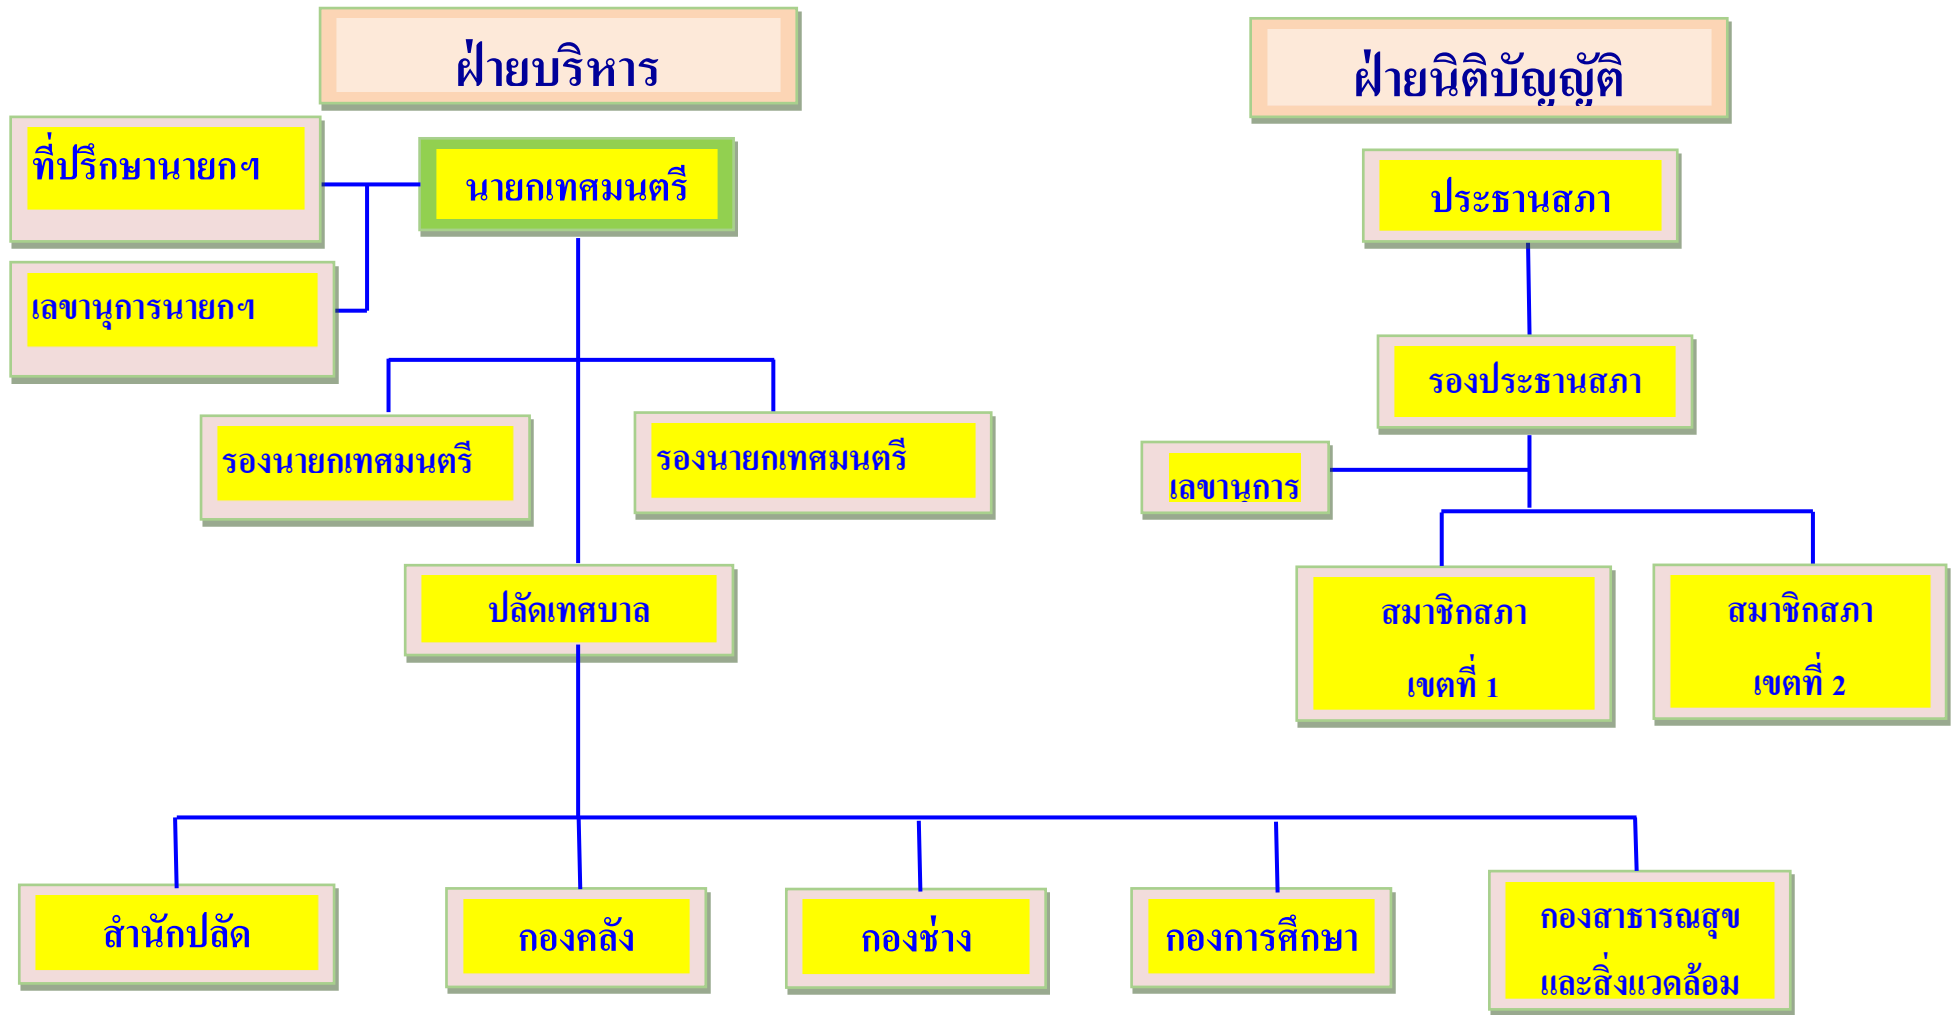 ฝ่ายบริหาร
ฝ่ายนิติบัญญัติ
ที่ปรึกษานายกฯ
นายกเทศมนตรี
ประธานสภา
เลขานุการนายกฯ
รองประธานสภา
รองนายกเทศมนตรี
รองนายกเทศมนตรี
เลขานุการ
ปลัดเทศบาล
สมาชิกสภา
เขตที่ 1
สมาชิกสภา
เขตที่ 2
สำนักปลัด
กองคลัง
กองช่าง
กองการศึกษา
กองสาธารณสุข
และสิ่งแวดล้อม